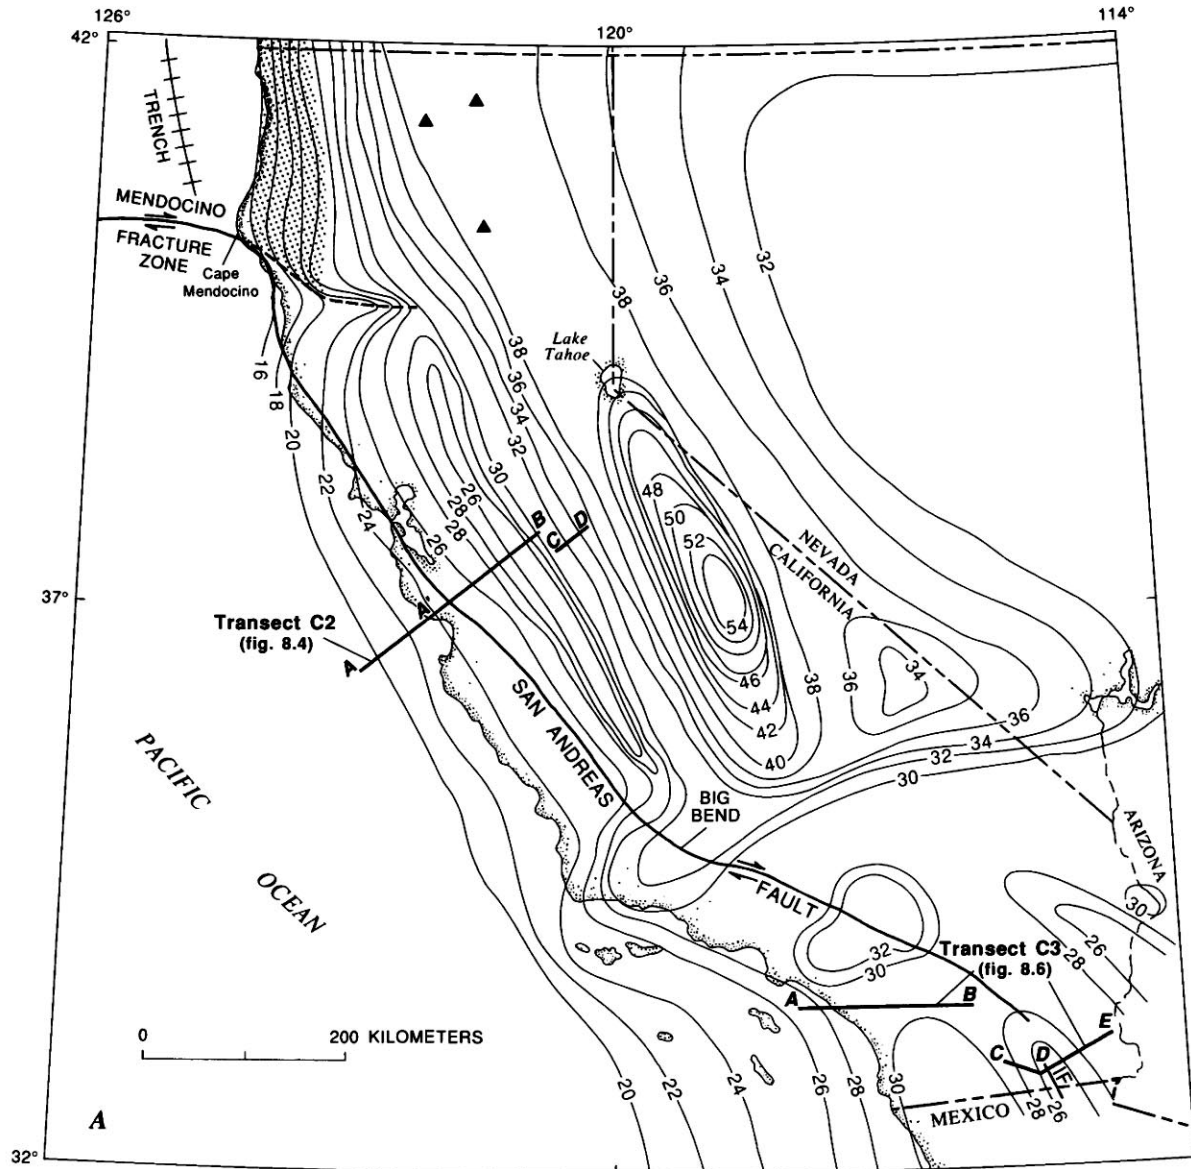 126°
120°
114°
42°
TRENCH
MENDOCINO
FRACTURE
ZONE
Cape
Mendocino
Lake
Tahoe
38
36
34
32
38
36
34
32
30
16
18
20
22
24
26
28
28
26
48
50
52
54
46
44
42
40
38
36
34
36
34
32
30
NEVADA
CALIFORNIA
B
C
D
A
A
37°
Transect C2
(fig. 8.4)
SAN ANDREAS
FAULT
BIG
BEND
PACIFIC
OCEAN
ARIZONA
30
26
28
32
30
Transect C3
(fig. 8.6)
A
B
C
D
E
IF
0
200 KILOMETERS
20
22
24
26
28
30
28
26
MEXICO
A
32°